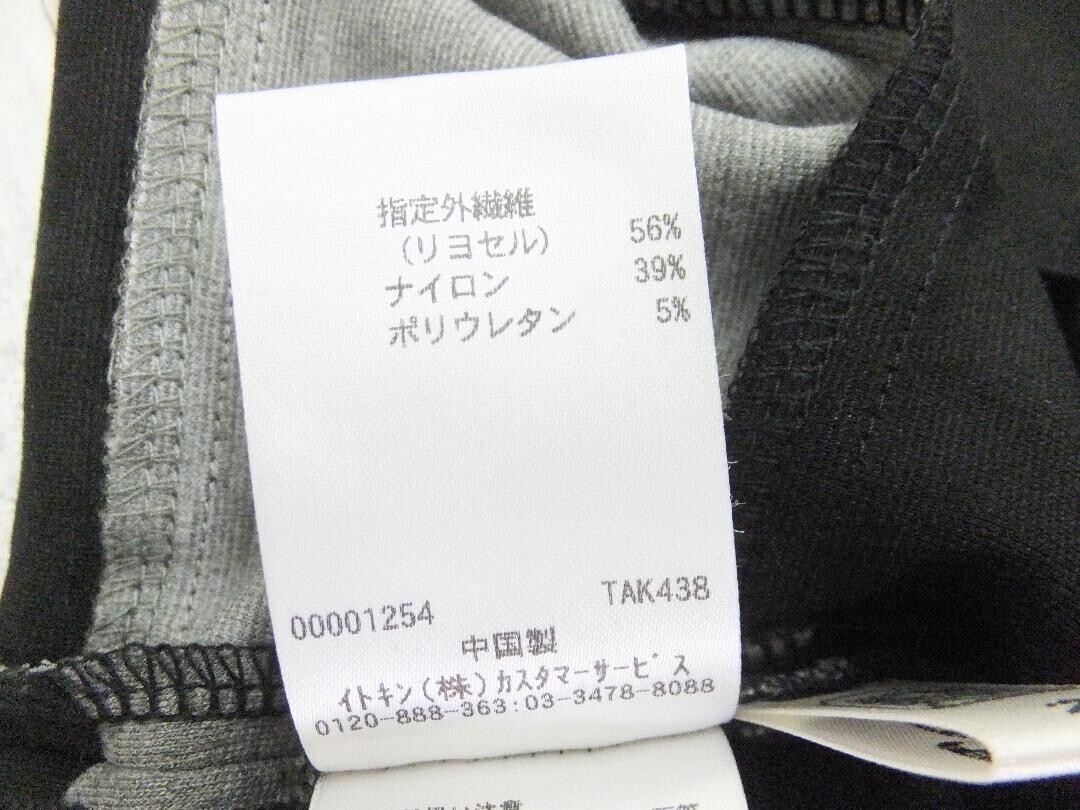 指定外繊維
(リヨセル) 56%
ナイロン 39%
ポリウレタン 5%
00001254 TAK438
中国製
イトキン(株)カスタマーサービス
0120-888-363:03-3478-8088